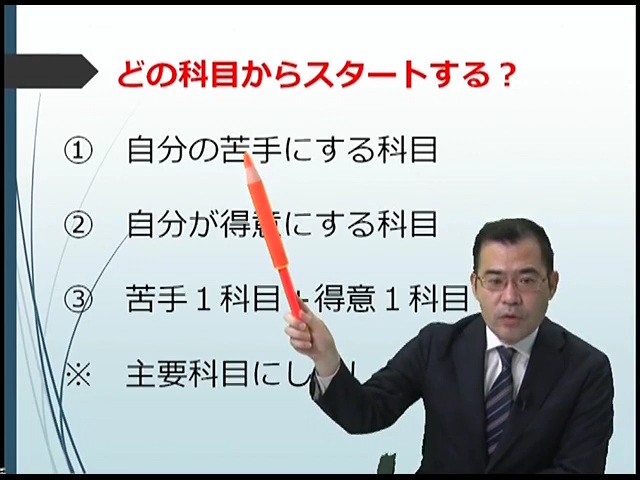 どの科目からスタートする？
① 自分の苦手にする科目
② 自分が得意にする科目
③ 苦手１科目＋得意１科目
※ 主要科目にし